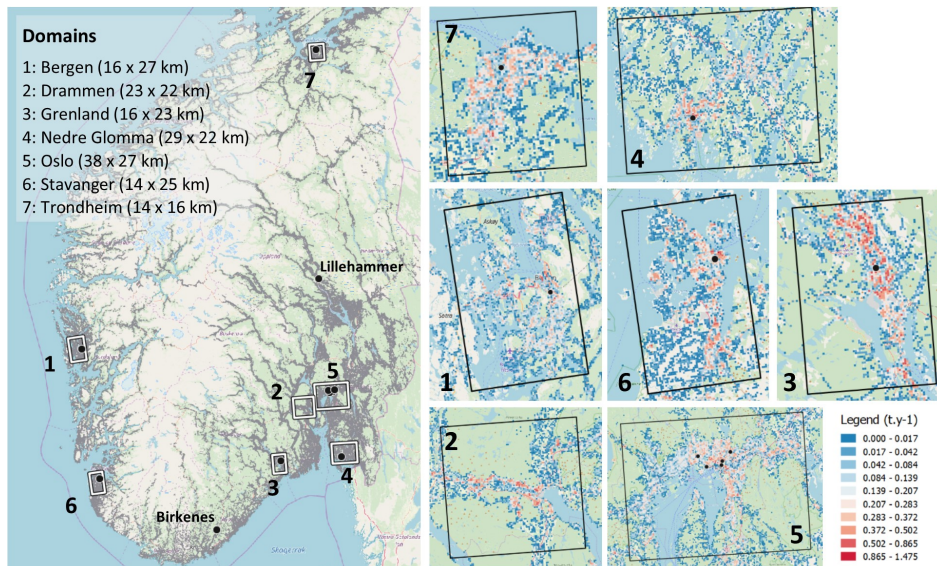 Domains
1: Bergen (16 x 27 km)
2: Drammen (23 x 22 km)
3: Grenland (16 x 23 km)
4: Nedre Glomma (29 x 22 km)
5: Oslo (38 x 27 km)
6: Stavanger (14 x 25 km)
7: Trondheim (14 x 16 km)
7
Lillehammer
1
2
5
3
4
6
Birkenes
Skagerrak
7
4
Askøy
1
6
3
2
5
Legend (t.y-1)
0.000 - 0.017
0.017 - 0.042
0.042 - 0.084
0.084 - 0.139
0.139 - 0.207
0.207 - 0.283
0.283 - 0.372
0.372 - 0.502
0.502 - 0.865
0.865 - 1.475